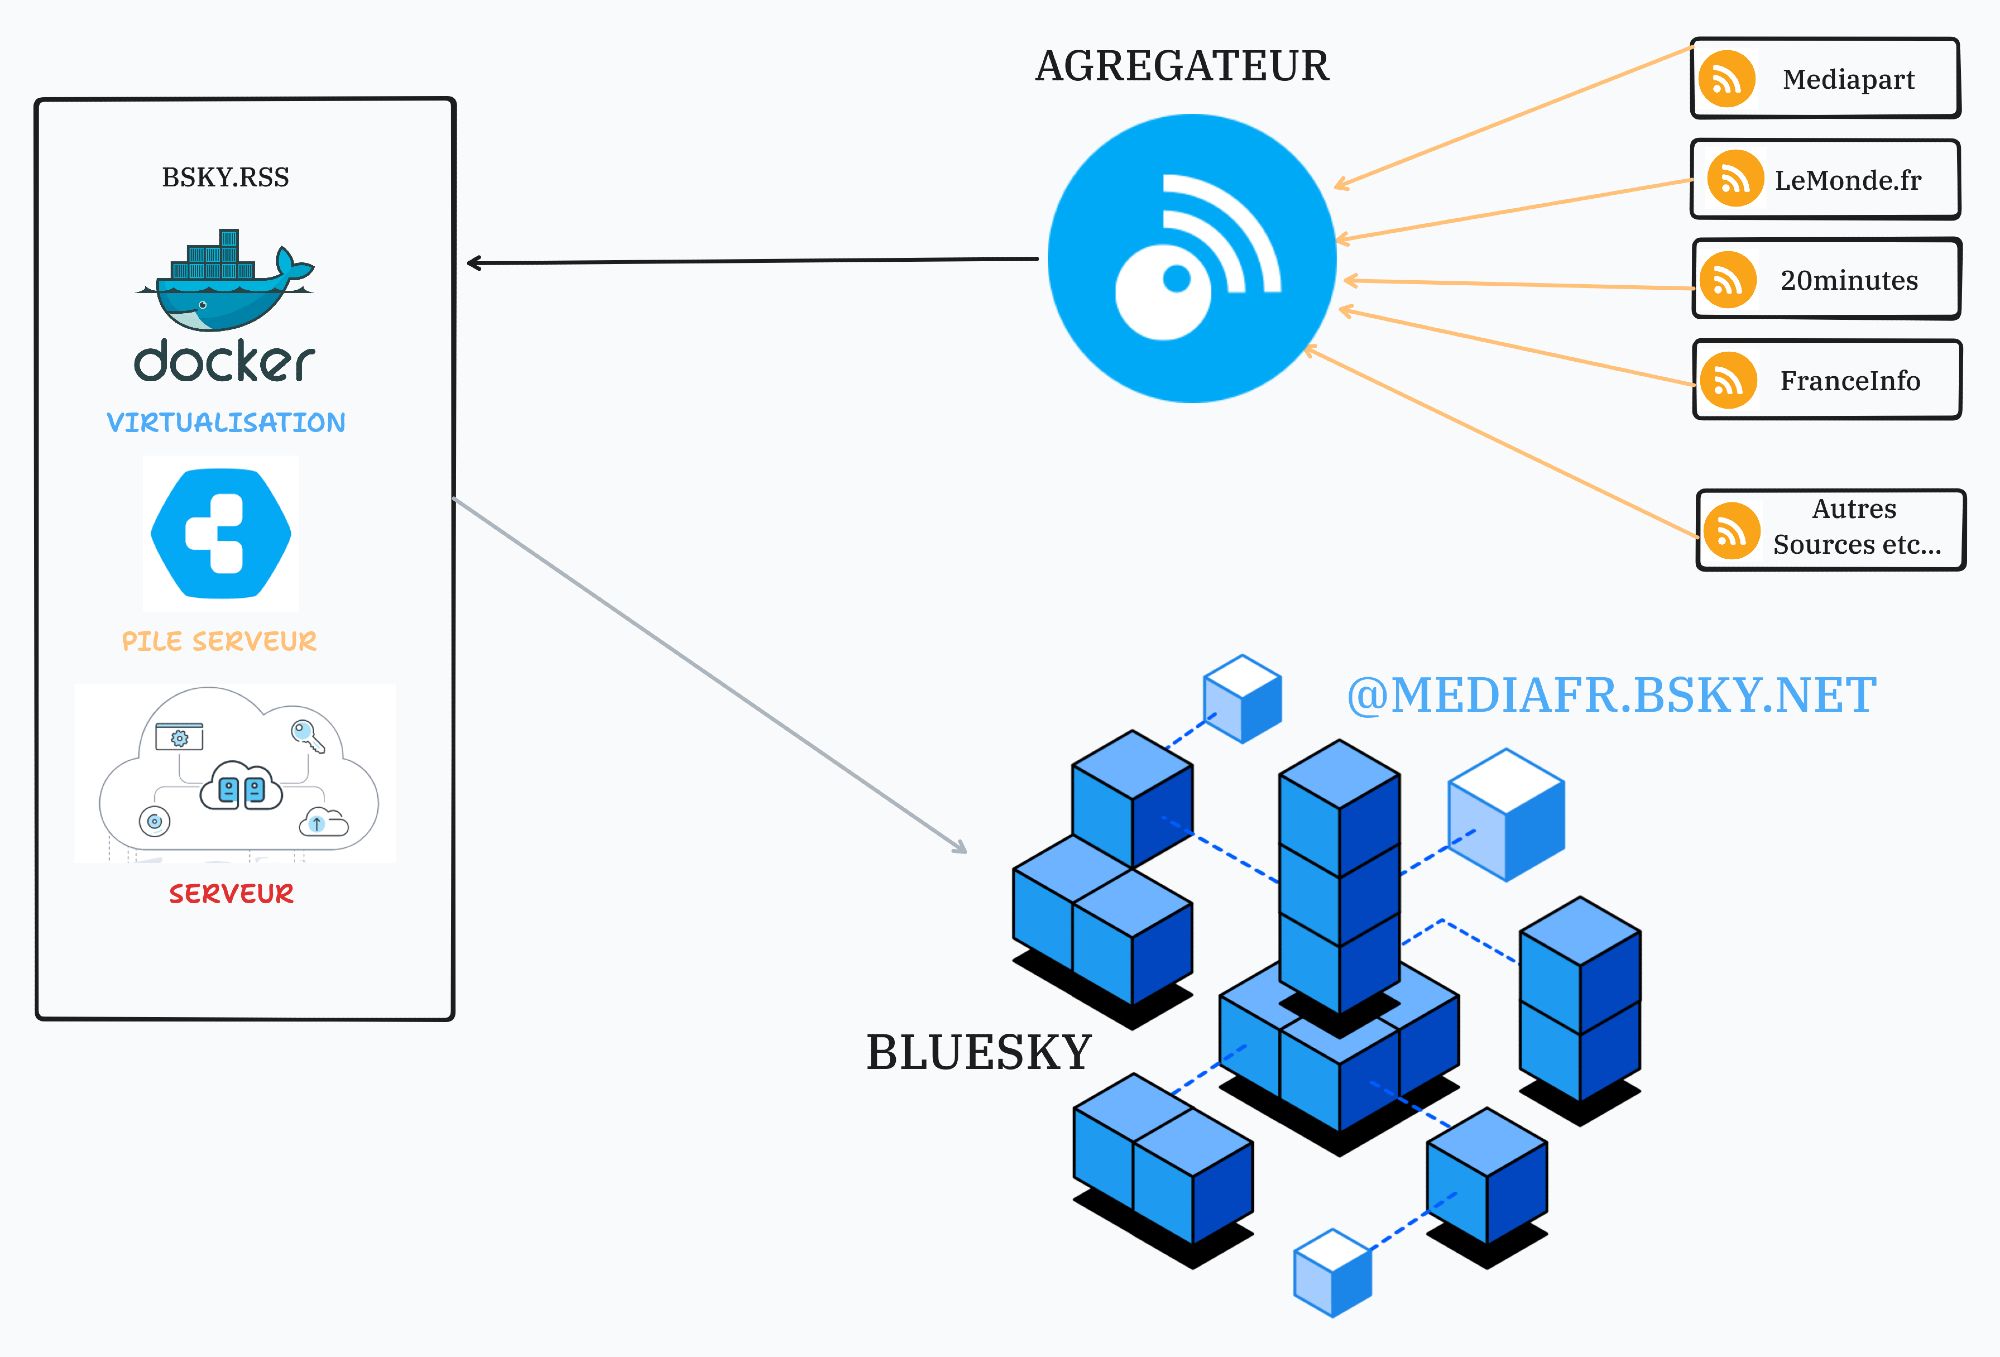 AGREGATEUR
Mediapart
LeMonde.fr
20minutes
FranceInfo
Autres
Sources etc...
BSKY.RSS
docker
VIRTUALISATION
PILE SERVEUR
SERVEUR
@MEDIAFR.BSKY.NET
BLUESKY